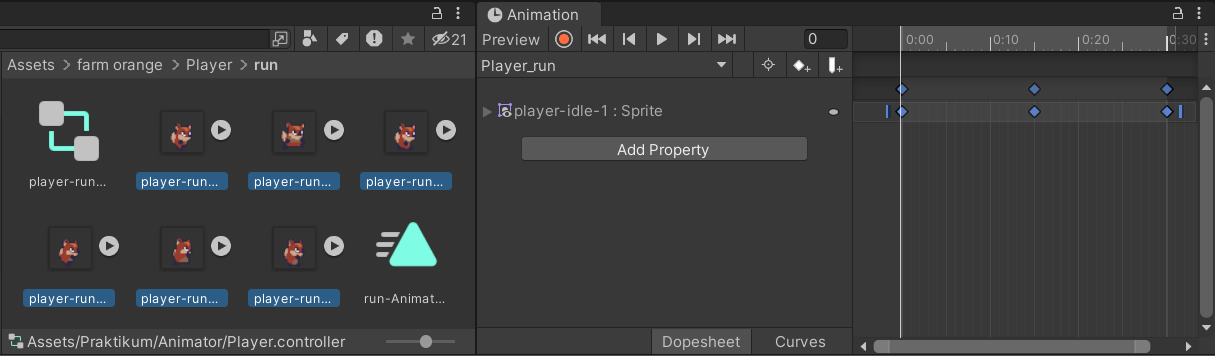 Animation
21
Preview
0
0:00
0:10
0:20
0:30
Assets > farm orange > Player > run
Player_run
player-idle-1 : Sprite
Add Property
player-run...
player-run...
player-run...
player-run...
player-run...
player-run...
player-run...
run-Animat...
Assets/Praktikum/Animator/Player.controller
Dopesheet
Curves